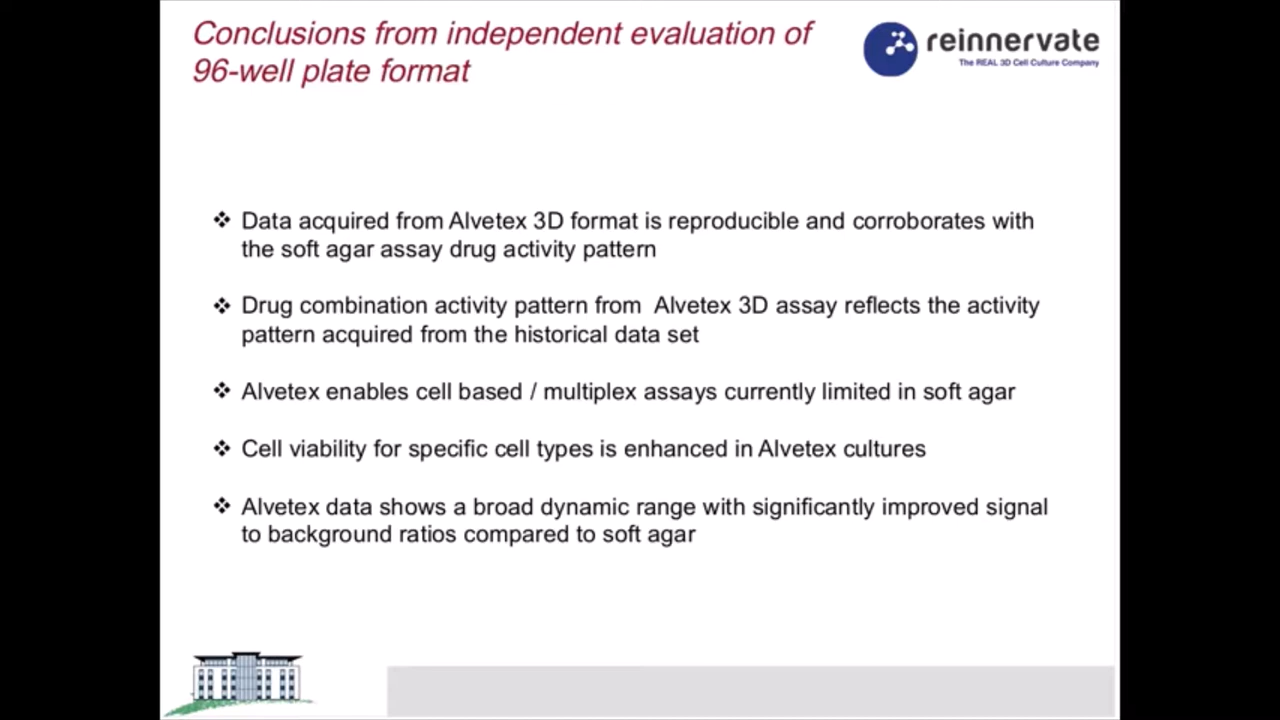 Conclusions from independent evaluation of
96-well plate format
reinnervate
The REAL 3D Cell Culture Company
❖ Data acquired from Alvetex 3D format is reproducible and corroborates with
the soft agar assay drug activity pattern
❖ Drug combination activity pattern from Alvetex 3D assay reflects the activity
pattern acquired from the historical data set
❖ Alvetex enables cell based / multiplex assays currently limited in soft agar
❖ Cell viability for specific cell types is enhanced in Alvetex cultures
❖ Alvetex data shows a broad dynamic range with significantly improved signal
to background ratios compared to soft agar